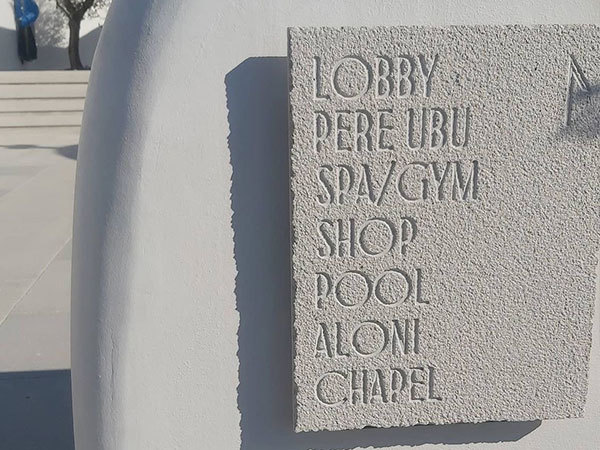 LOBBY
PERE UBU
SPA/GYM
SHOP
POOL
ALONI
CHAPEL